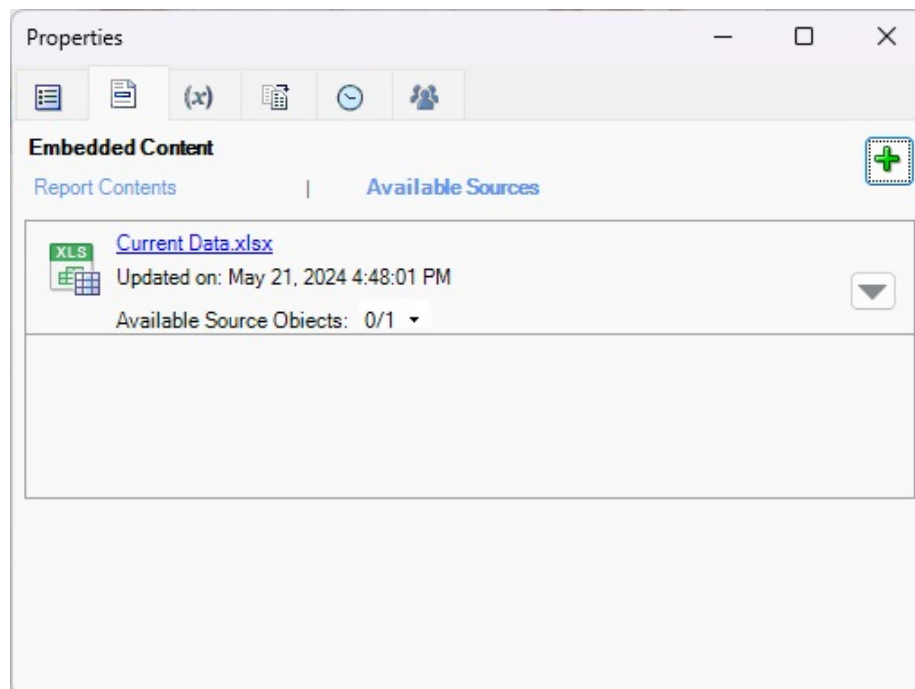 Properties
(x)
Embedded Content
Report Contents | Available Sources
XLS
Current Data.xlsx
Updated on: May 21, 2024 4:48:01 PM
Available Source Objects: 0/1